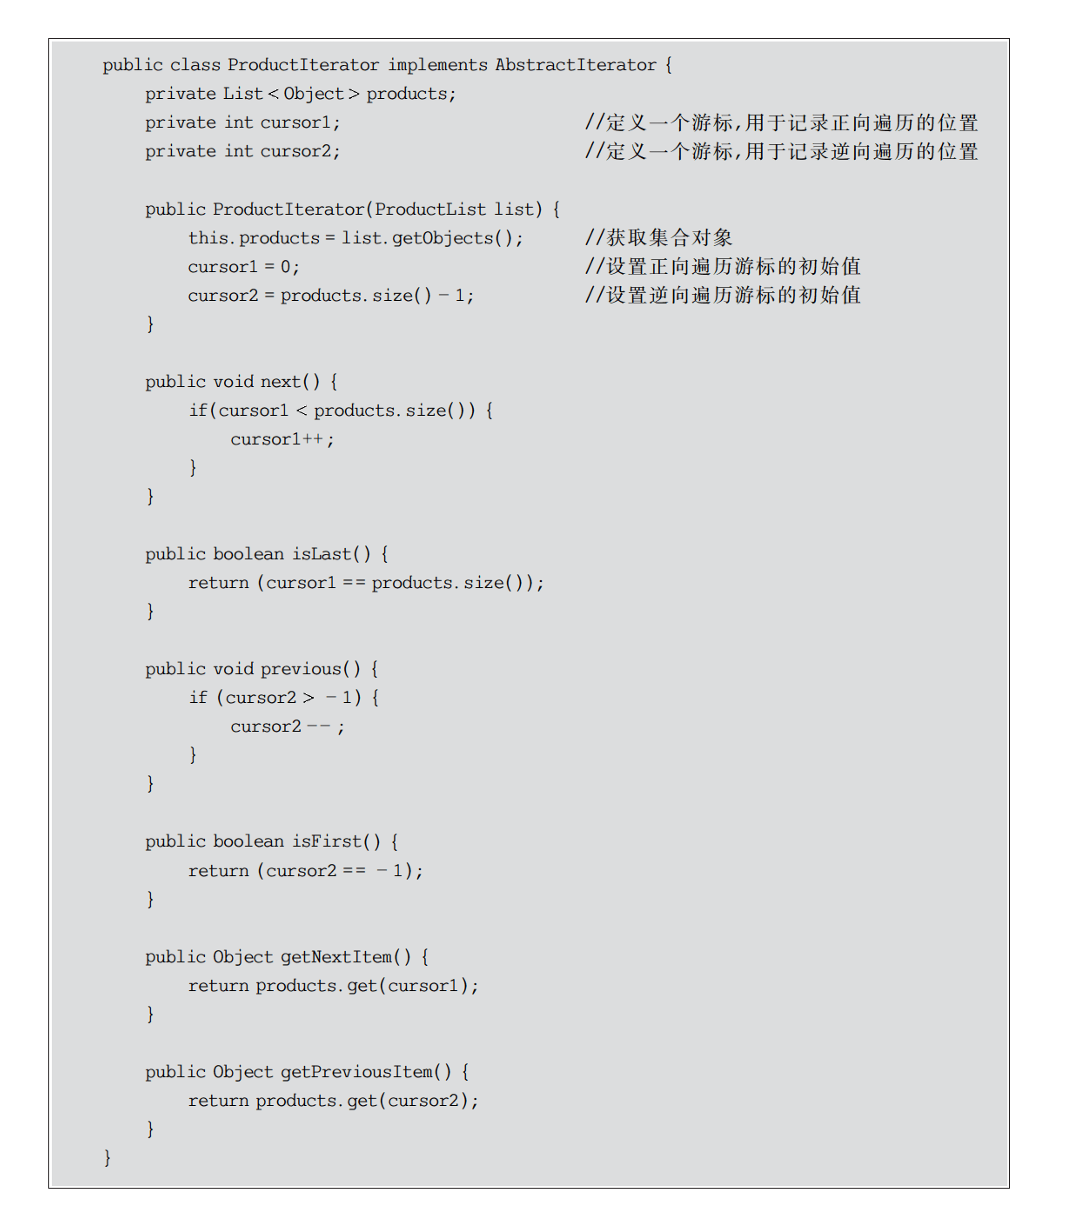 public class ProductIterator implements AbstractIterator {
private List<Object> products;
private int cursor1; //定义一个游标,用于记录正向遍历的位置
private int cursor2; //定义一个游标,用于记录逆向遍历的位置
public ProductIterator(ProductList list) {
this.products = list.getObjects(); //获取集合对象
cursor1 = 0; //设置正向遍历游标的初始值
cursor2 = products.size() - 1; //设置逆向遍历游标的初始值
}
public void next() {
if(cursor1 < products.size()) {
cursor1++;
}
}
public boolean isLast() {
return (cursor1 == products.size());
}
public void previous() {
if (cursor2 > -1) {
cursor2--;
}
}
public boolean isFirst() {
return (cursor2 == -1);
}
public Object getNextItem() {
return products.get(cursor1);
}
public Object getPreviousItem() {
return products.get(cursor2);
}
}